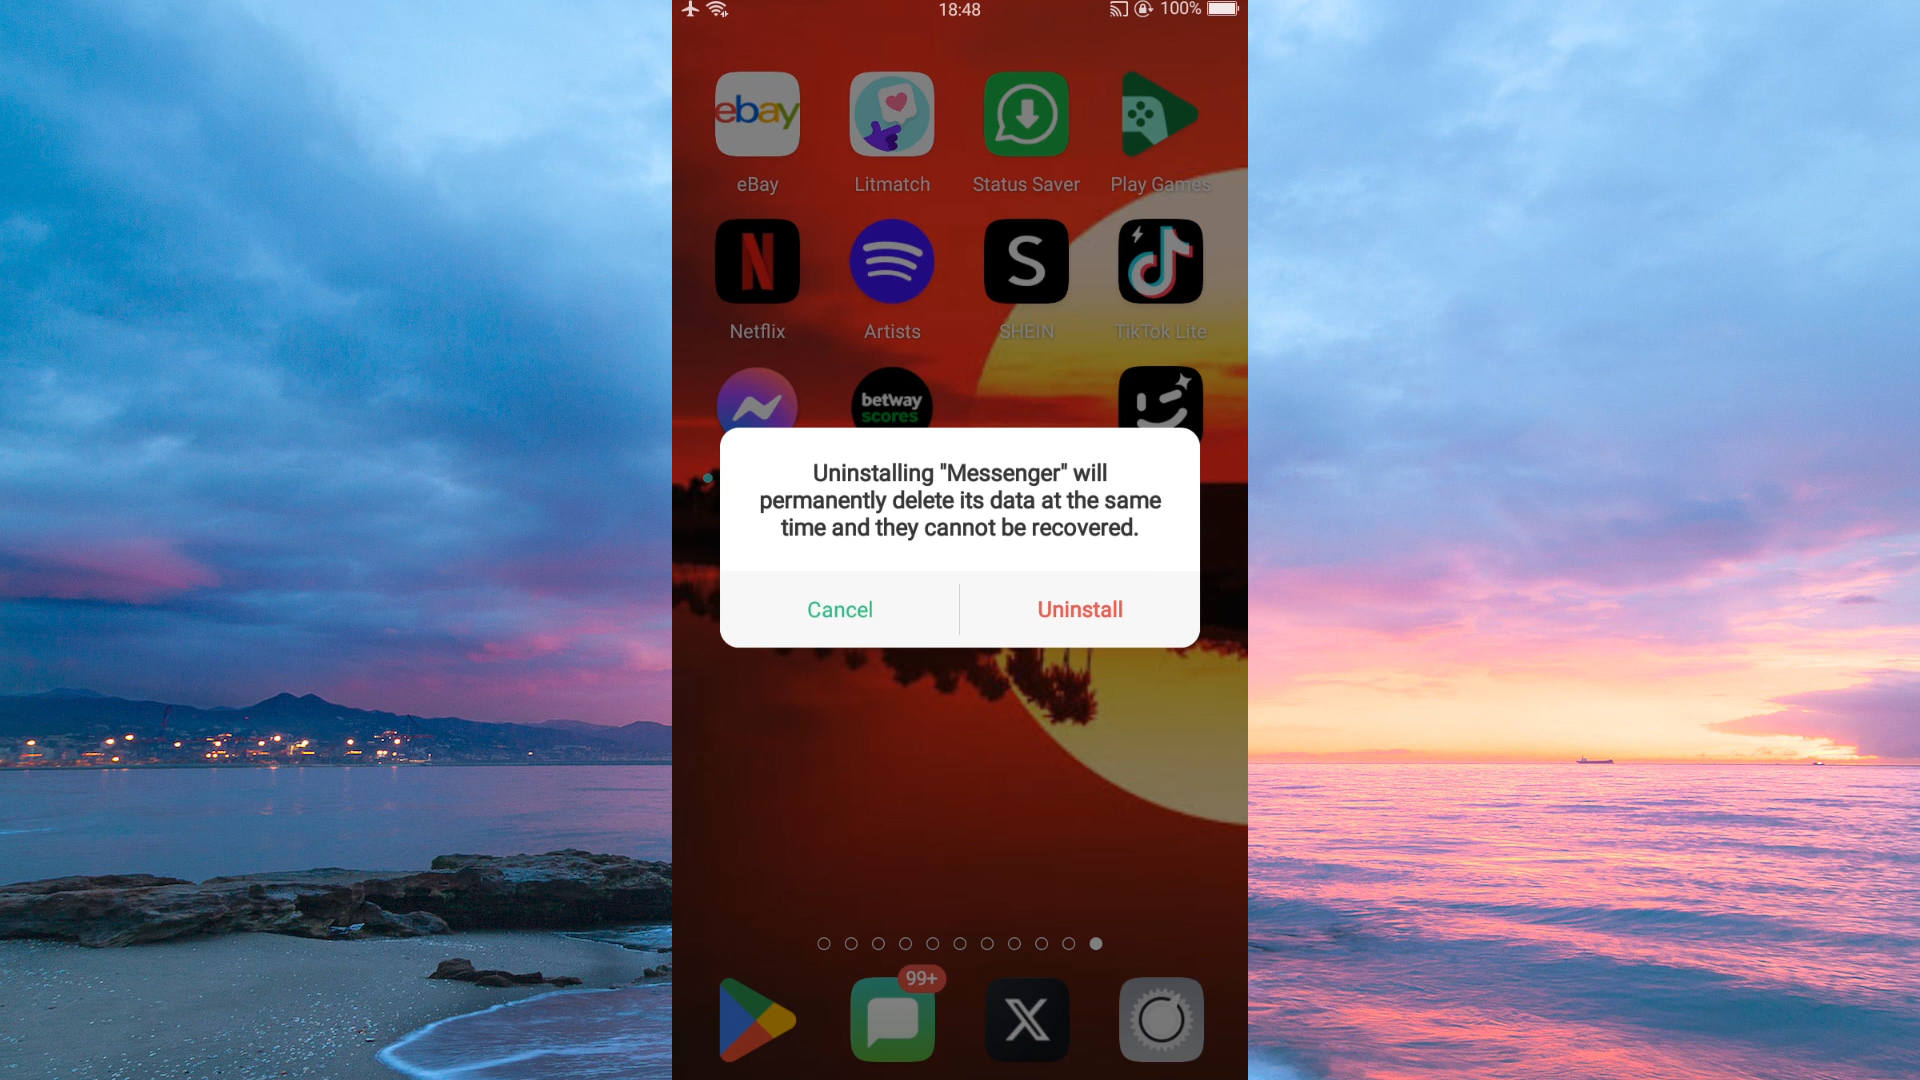 18:48
100%
ebay
eBay
Litmatch
Status Saver
Play Games
N
S
Netflix
Artists
SHEIN
TikTok Lite
betway
scores
Uninstalling "Messenger" will
permanently delete its data at the same
time and they cannot be recovered.
Cancel
Uninstall
99+